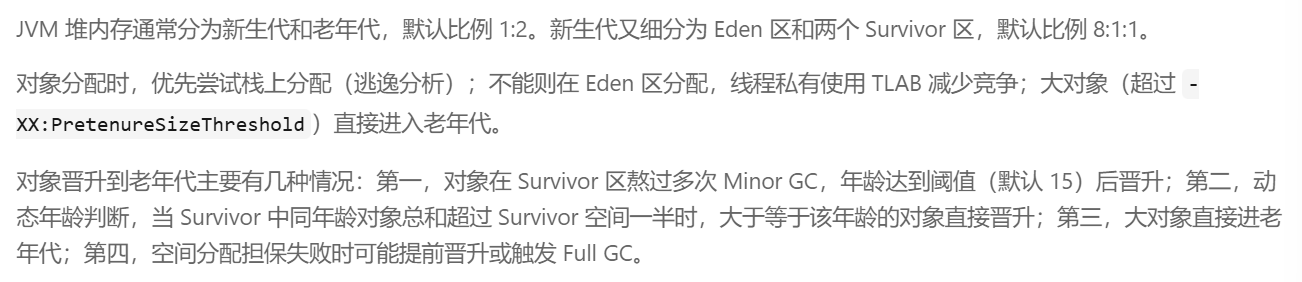 JVM 堆内存通常分为新生代和老年代，默认比例 1:2。新生代又细分为 Eden 区和两个 Survivor 区，默认比例 8:1:1。
对象分配时，优先尝试栈上分配（逃逸分析）；不能则在 Eden 区分配，线程私有使用 TLAB 减少竞争；大对象（超过 -
XX:PretenureSizeThreshold）直接进入老年代。
对象晋升到老年代主要有几种情况：第一，对象在 Survivor 区熬过多次 Minor GC，年龄达到阈值（默认 15）后晋升；第二，动
态年龄判断，当 Survivor 中同年龄对象总和超过 Survivor 空间一半时，大于等于该年龄的对象直接晋升；第三，大对象直接进老
年代；第四，空间分配担保失败时可能提前晋升或触发 Full GC。